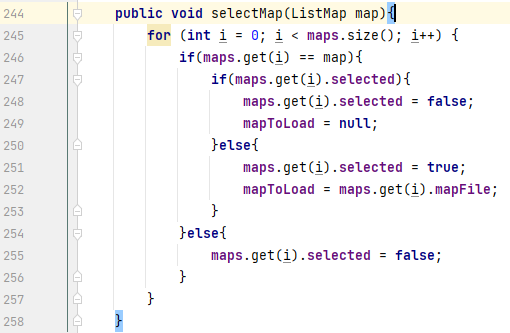 244 public void selectMap(ListMap map){
245 for (int i = 0; i < maps.size(); i++) {
246 if(maps.get(i) == map){
247 if(maps.get(i).selected){
248 maps.get(i).selected = false;
249 mapToLoad = null;
250 }else{
251 maps.get(i).selected = true;
252 mapToLoad = maps.get(i).mapFile;
253 }
254 }else{
255 maps.get(i).selected = false;
256 }
257 }
258 }